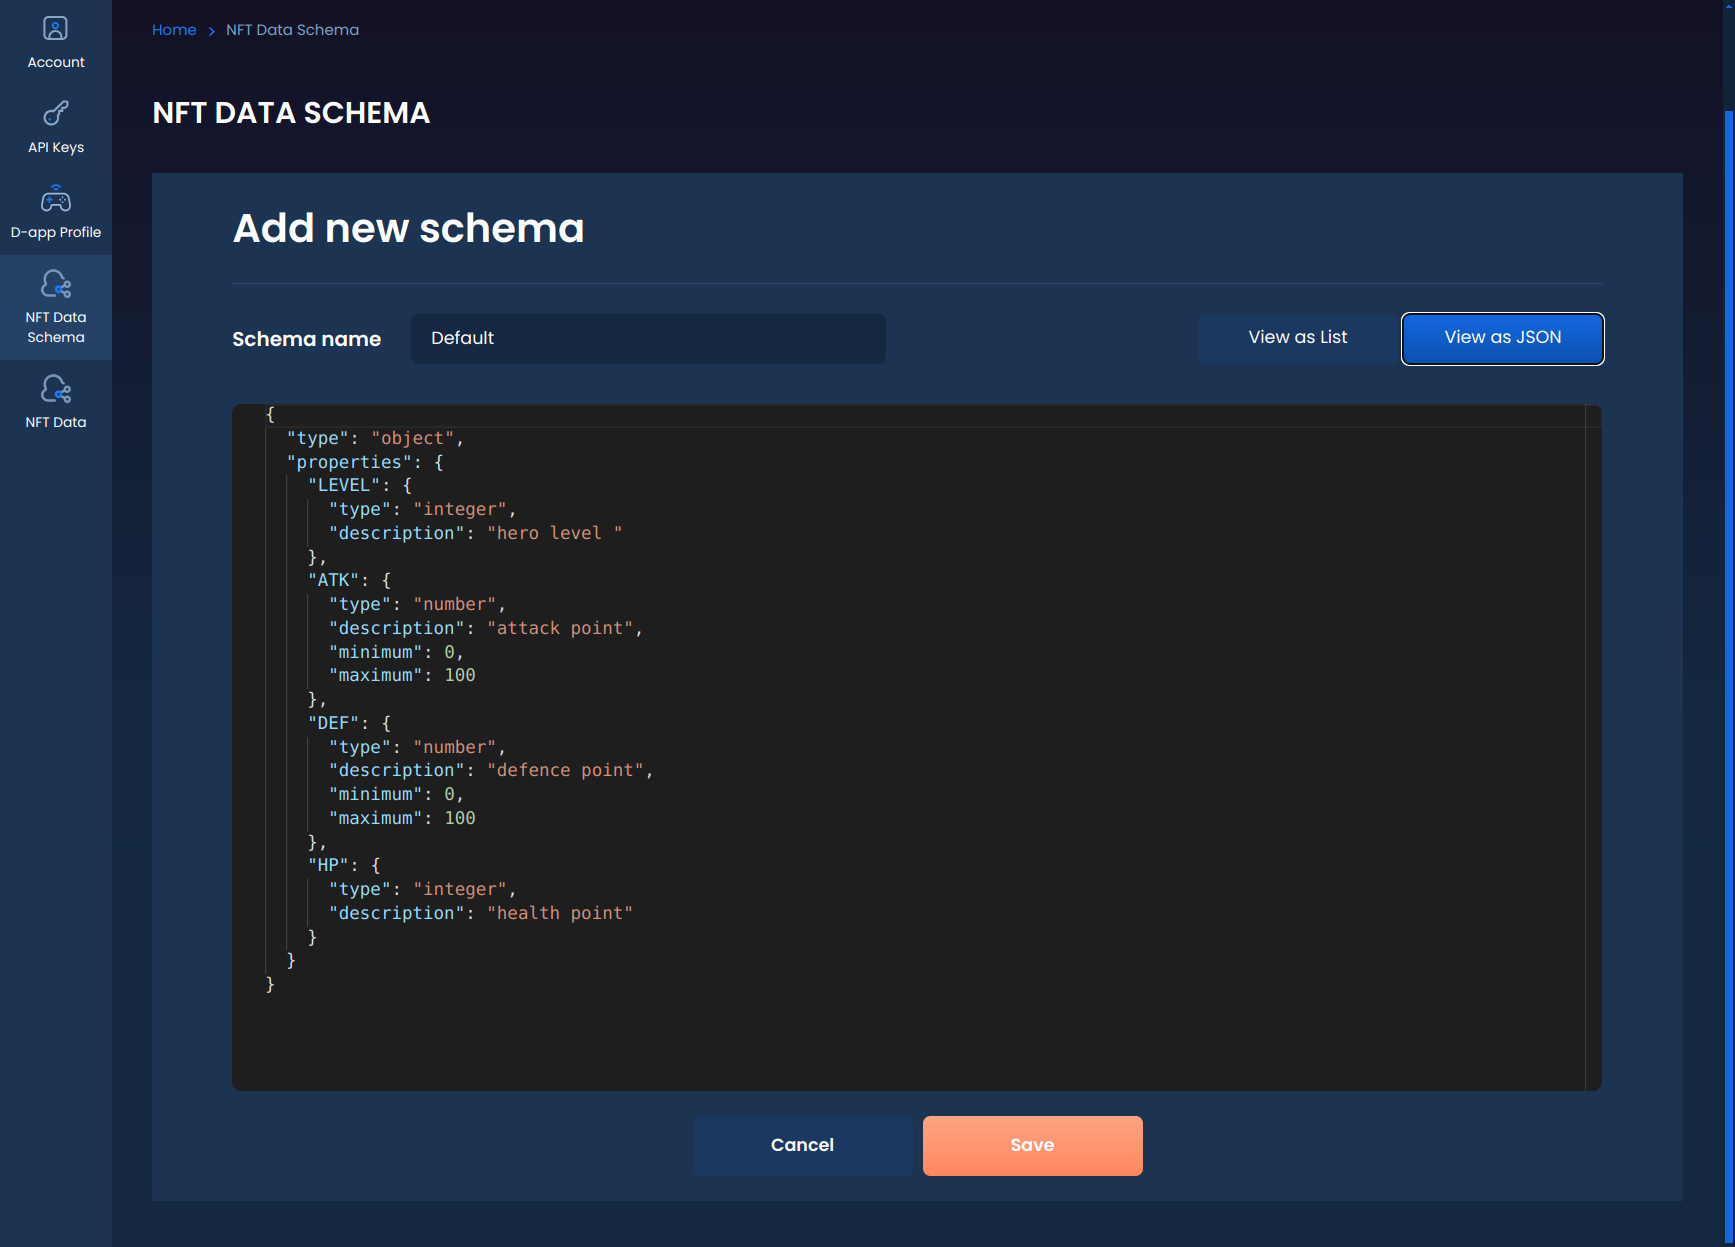 Account
API Keys
D-app Profile
NFT Data
Schema
NFT Data
Home > NFT Data Schema
NFT DATA SCHEMA
Add new schema
Schema name Default View as List View as JSON
{
  "type": "object",
  "properties": {
    "LEVEL": {
      "type": "integer",
      "description": "hero level "
    },
    "ATK": {
      "type": "number",
      "description": "attack point",
      "minimum": 0,
      "maximum": 100
    },
    "DEF": {
      "type": "number",
      "description": "defence point",
      "minimum": 0,
      "maximum": 100
    },
    "HP": {
      "type": "integer",
      "description": "health point"
    }
  }
}
Cancel Save